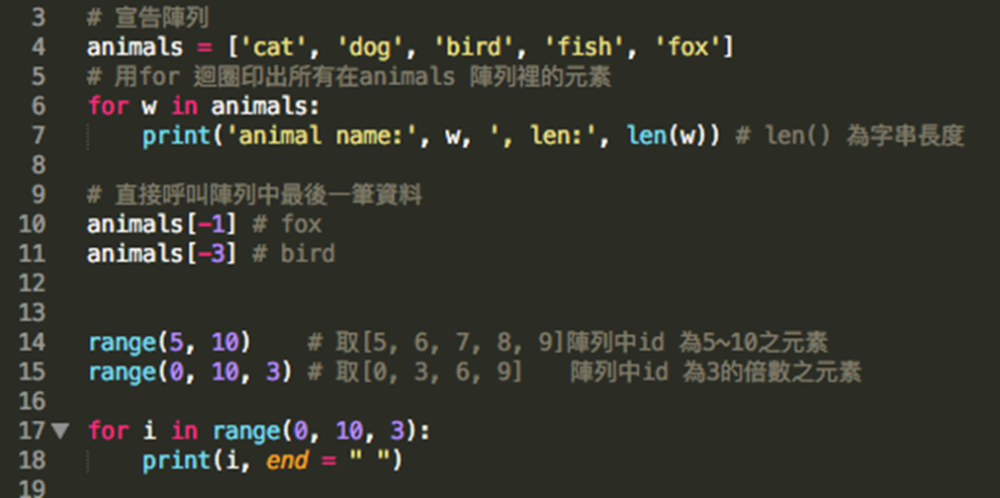 3 # 宣告陣列
4 animals = ['cat', 'dog', 'bird', 'fish', 'fox']
5 # 用for 迴圈印出所有在animals 陣列裡的元素
6 for w in animals:
7 print('animal name:', w, ', len:', len(w)) # len() 為字串長度
8
9 # 直接呼叫陣列中最後一筆資料
10 animals[-1] # fox
11 animals[-3] # bird
12
13
14 range(5, 10) # 取[5, 6, 7, 8, 9]陣列中id 為5~10之元素
15 range(0, 10, 3) # 取[0, 3, 6, 9] 陣列中id 為3的倍數之元素
16
17 for i in range(0, 10, 3):
18 print(i, end = " ")
19